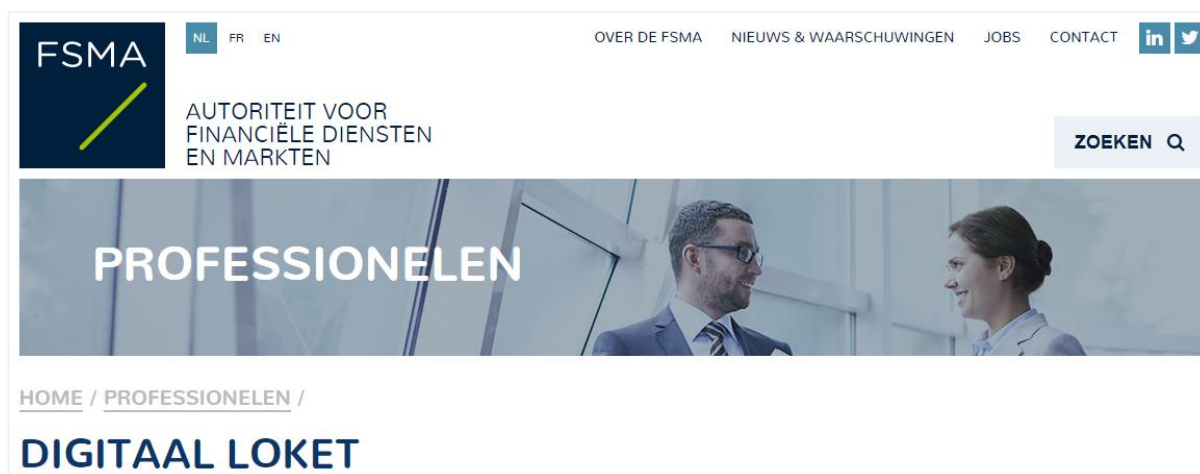 FSMA
NL FR EN
OVER DE FSMA NIEUWS & WAARSCHUWINGEN JOBS CONTACT in
AUTORITEIT VOOR
FINANCIËLE DIENSTEN
EN MARKTEN
ZOEKEN
PROFESSIONELEN
HOME / PROFESSIONELEN /
DIGITAAL LOKET